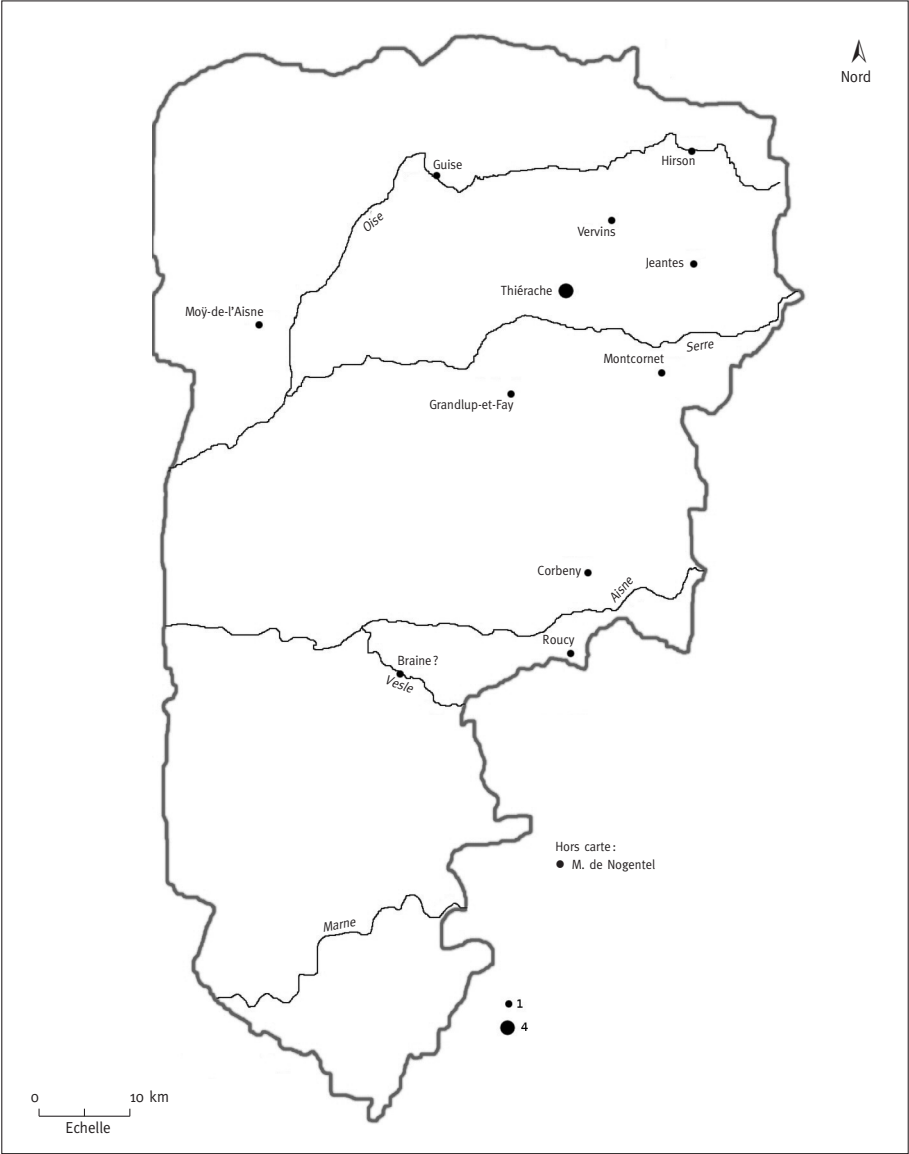 Nord
Hirson
Guise
Oise
Vervins
Jeantes
Thiérache
Moÿ-de-l'Aisne
Serre
Montcornet
Grandlup-et-Fay
Corbeny
Aisne
Roucy
Braine ?
Vesle
Hors carte :
M. de Nogentel
Marne
1
4
0 10 km
Echelle